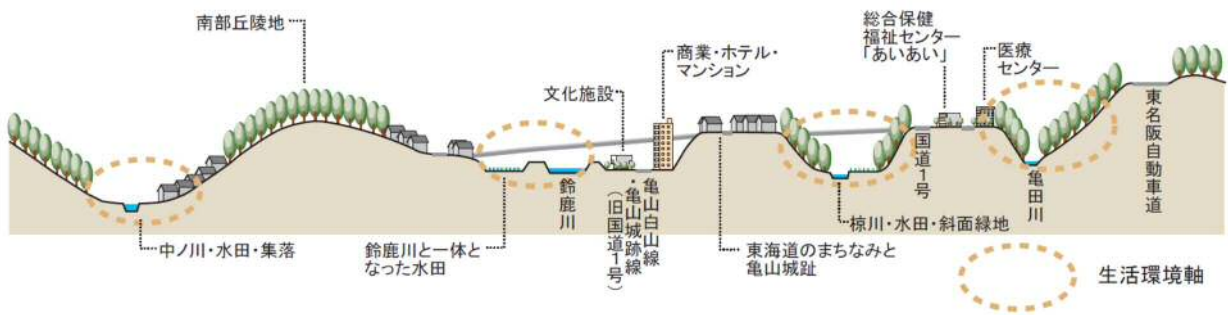 南部丘陵地
文化施設
商業・ホテル・
マンション
総合保健
福祉センター
「あいあい」
医療
センター
中ノ川・水田・集落
鈴鹿川と一体と
なった水田
鈴鹿川
亀山白山線
・亀山城跡線
（旧国道1号）
東海道のまちなみと
亀山城趾
国道1号
椋川・水田・斜面緑地
亀田川
東名阪自動車道
生活環境軸